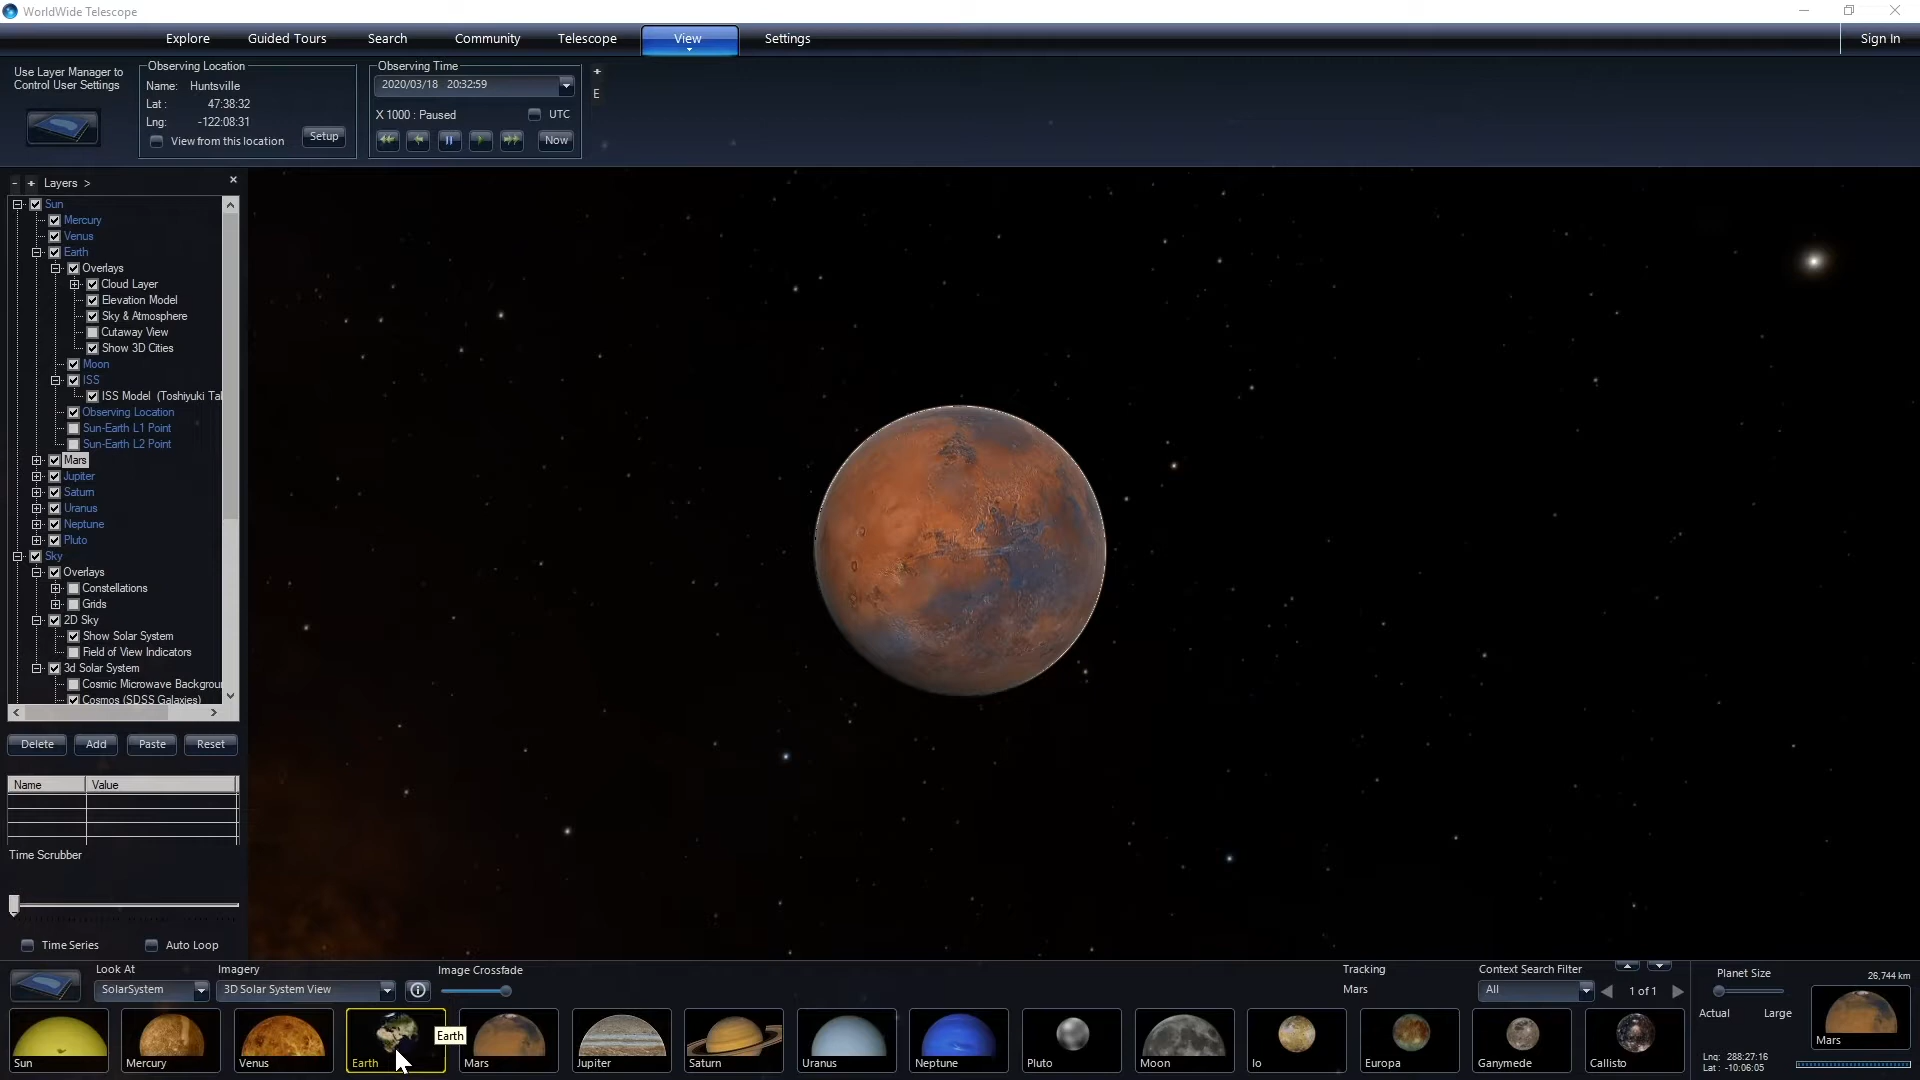 WorldWide Telescope
Explore
Guided Tours
Search
Community
Telescope
View
Settings
Sign In
Use Layer Manager to
Control User Settings
Observing Location
Name: Huntsville
Lat : 47:38:32
Lng: -122:08:31
View from this location
Setup
Observing Time
2020/03/18 20:32:59
X 1000 : Paused
UTC
Now
E
Layers >
Sun
Mercury
Venus
Earth
Overlays
Cloud Layer
Elevation Model
Sky & Atmosphere
Cutaway View
Show 3D Cities
Moon
ISS
ISS Model (Toshiyuki Tal
Observing Location
Sun-Earth L1 Point
Sun-Earth L2 Point
Mars
Jupiter
Saturn
Uranus
Neptune
Pluto
Sky
Overlays
Constellations
Grids
2D Sky
Show Solar System
Field of View Indicators
3d Solar System
Cosmic Microwave Backgrour
Cosmos (SDSS Galaxies)
Delete
Add
Paste
Reset
Name
Value
Time Scrubber
Time Series
Auto Loop
Look At
SolarSystem
Imagery
3D Solar System View
Image Crossfade
Tracking
Mars
Context Search Filter
All
1 of 1
Planet Size
Actual
Large
26,744 km
Mars
Lng: 288:27:16
Lat : -10:06:05
Sun
Mercury
Venus
Earth
Earth
Mars
Jupiter
Saturn
Uranus
Neptune
Pluto
Moon
Io
Europa
Ganymede
Callisto